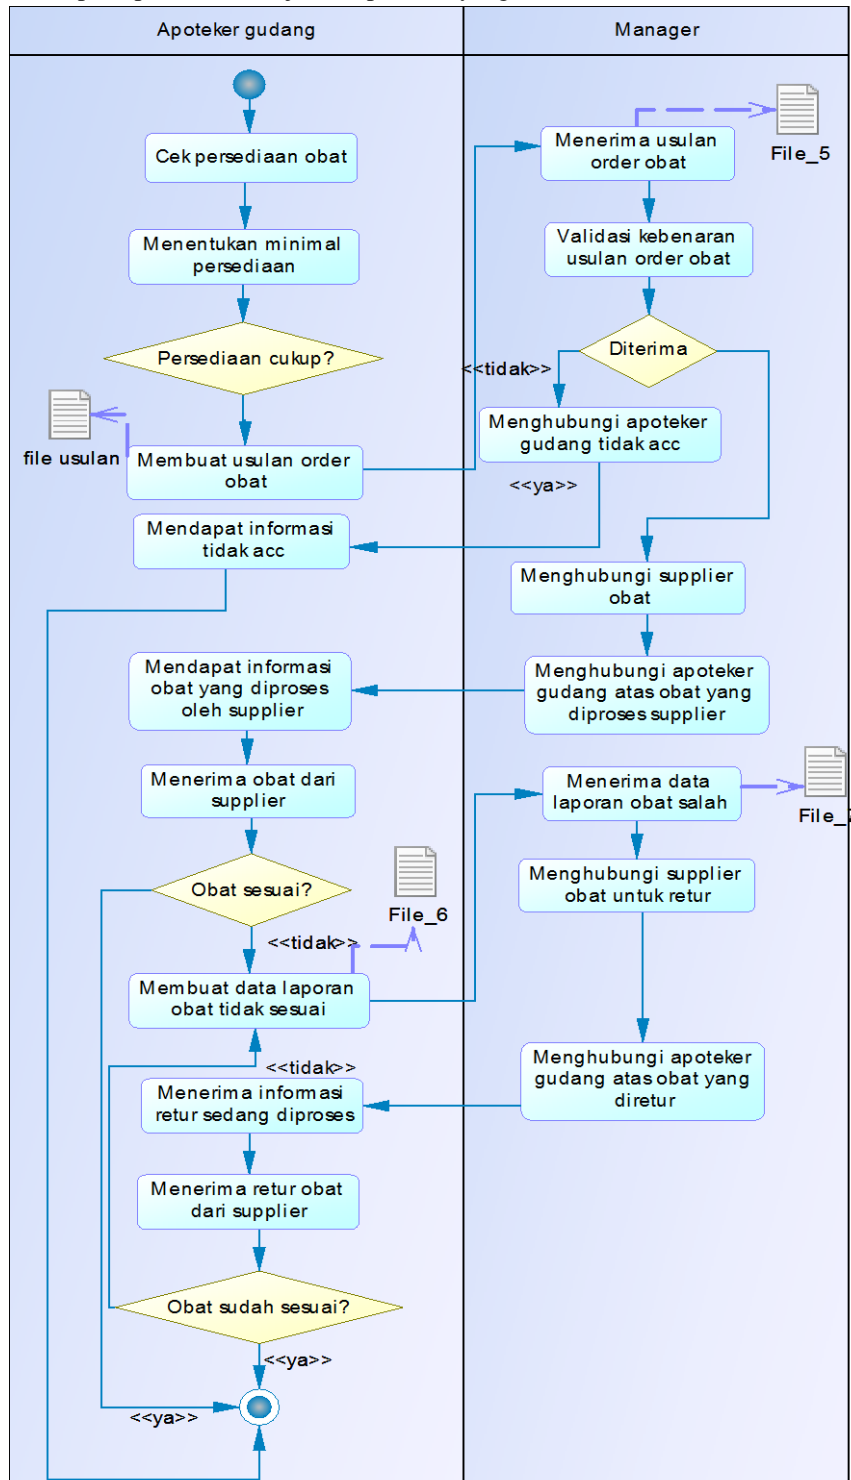 Apoteker gudang
Manager
Cek persediaan obat
Menentukan minimal
persediaan
Persediaan cukup?
file usulan
Membuat usulan order
obat
Menerima usulan
order obat
File_5
Validasi kebenaran
usulan order obat
Diterima
<<tidak>>
Menghubungi apoteker
gudang tidak acc
<<ya>>
Mendapat informasi
tidak acc
Menghubungi supplier
obat
Menghubungi apoteker
gudang atas obat yang
diproses supplier
Mendapat informasi
obat yang diproses
oleh supplier
Menerima obat dari
supplier
Obat sesuai?
File_6
<<tidak>>
Membuat data laporan
obat tidak sesuai
Menerima data
laporan obat salah
File_
Menghubungi supplier
obat untuk retur
Menghubungi apoteker
gudang atas obat yang
diretur
<<tidak>>
Menerima informasi
retur sedang diproses
Menerima retur obat
dari supplier
Obat sudah sesuai?
<<ya>>
<<ya>>